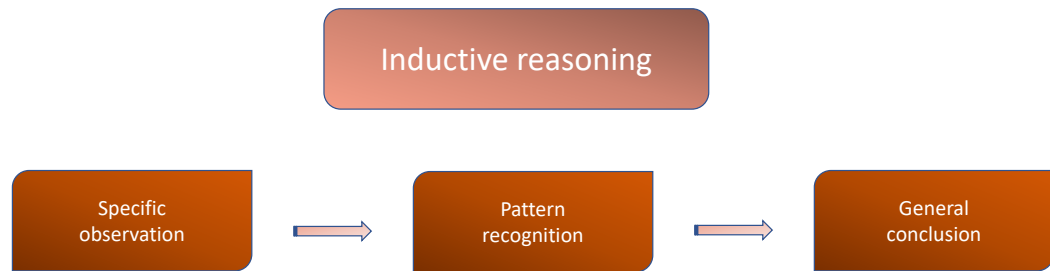 Inductive reasoning
Specific
observation
Pattern
recognition
General
conclusion